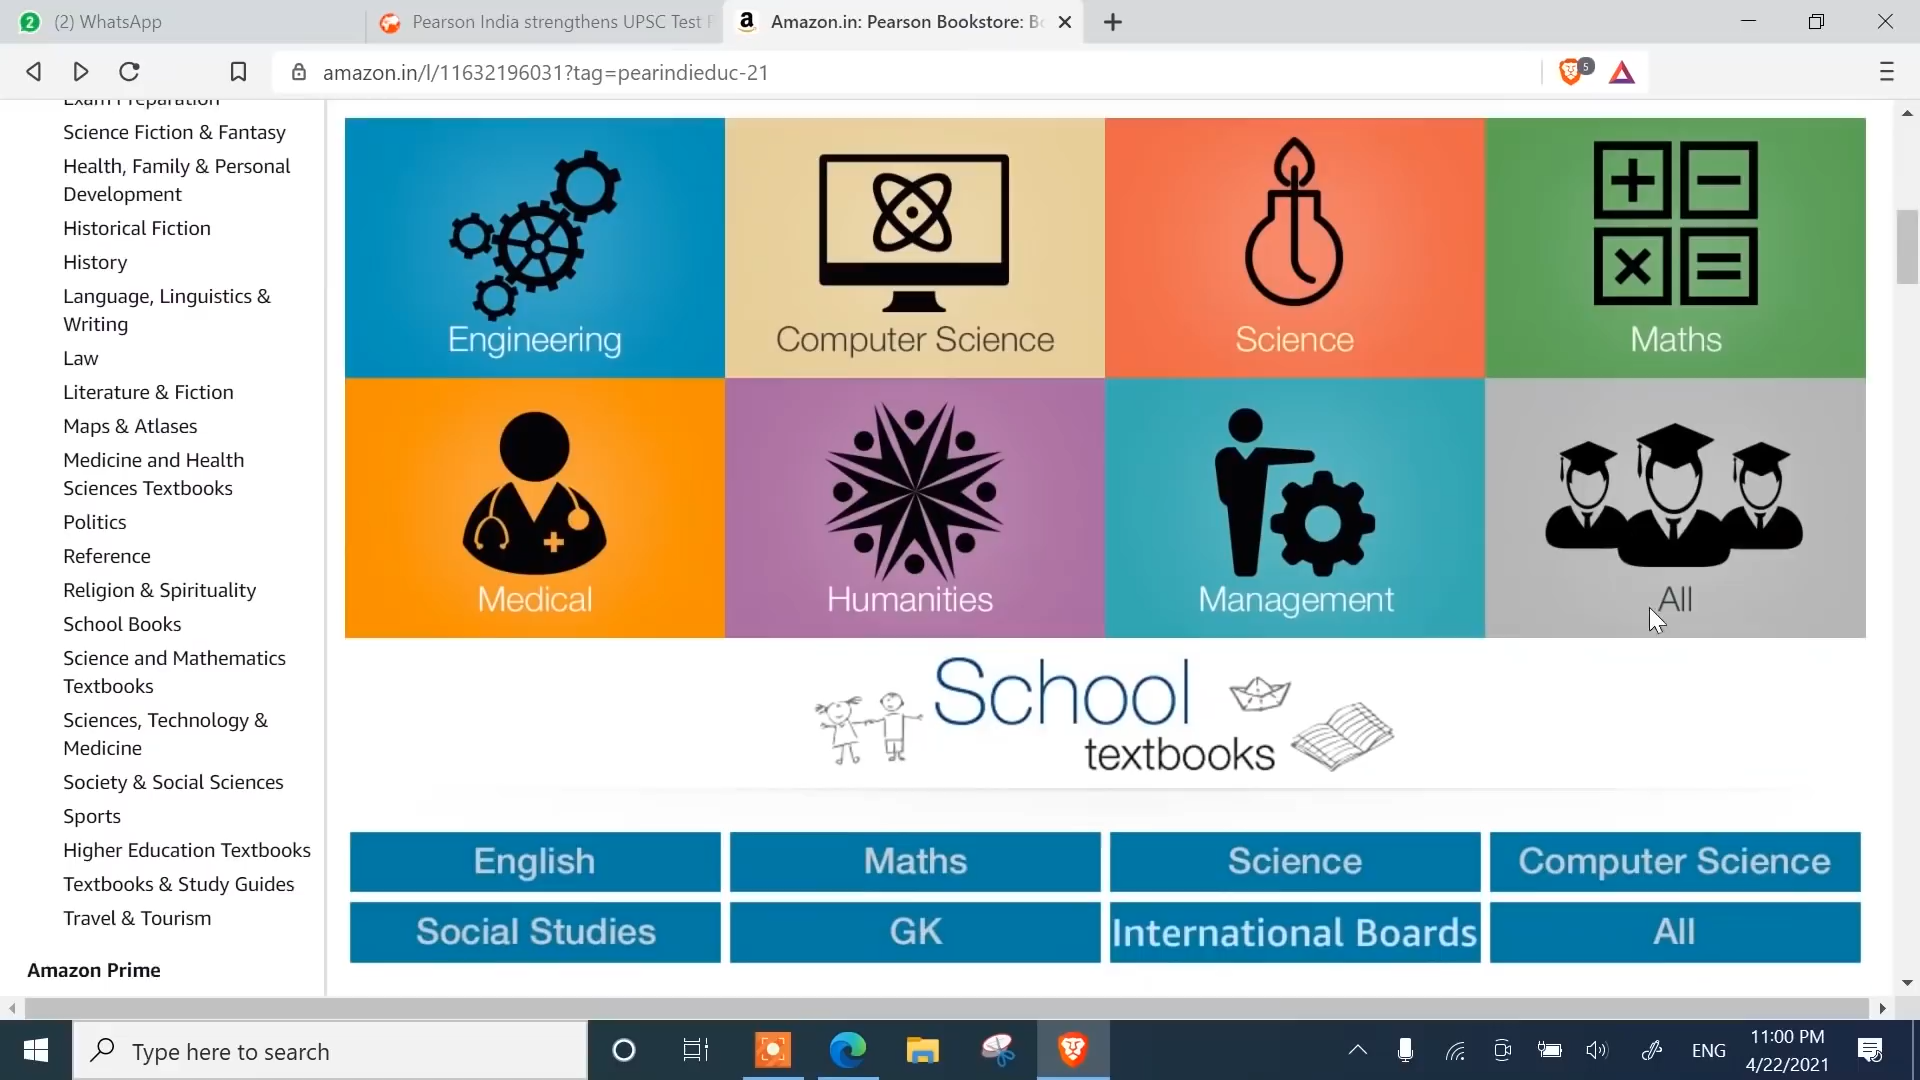 2
(2) WhatsApp
Pearson India strengthens UPSC Test
Amazon.in: Pearson Bookstore:
amazon.in/l/11632196031?tag=pearindieduc-21
5
Exam Preparation
Science Fiction & Fantasy
Health, Family & Personal
Development
Historical Fiction
History
Language, Linguistics &
Writing
Law
Literature & Fiction
Maps & Atlases
Medicine and Health
Sciences Textbooks
Politics
Reference
Religion & Spirituality
School Books
Science and Mathematics
Textbooks
Sciences, Technology &
Medicine
Society & Social Sciences
Sports
Higher Education Textbooks
Textbooks & Study Guides
Travel & Tourism
Amazon Prime
Engineering
Computer Science
Science
Maths
Medical
Humanities
Management
All
School
textbooks
English
Maths
Science
Computer Science
Social Studies
GK
International Boards
All
Type here to search
ENG
11:00 PM
4/22/2021